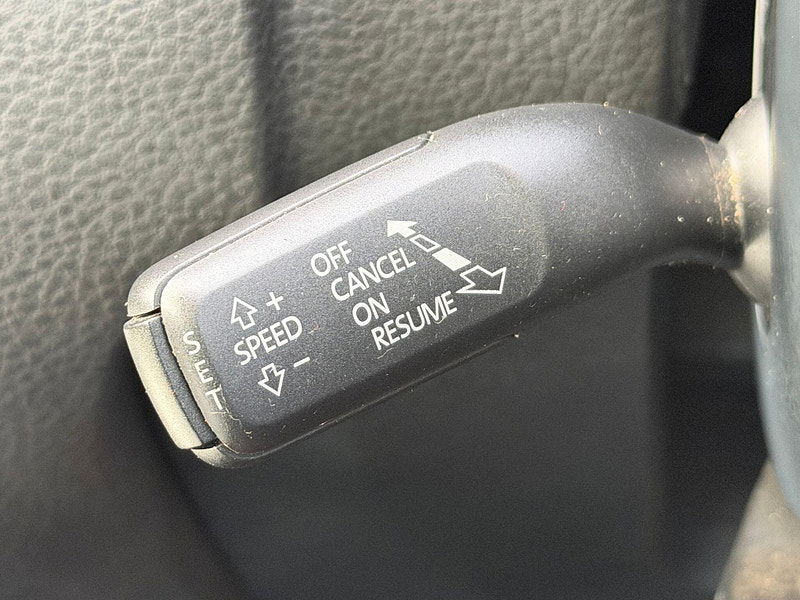 OFF
CANCEL
ON
RESUME
+
SPEED
−
SET